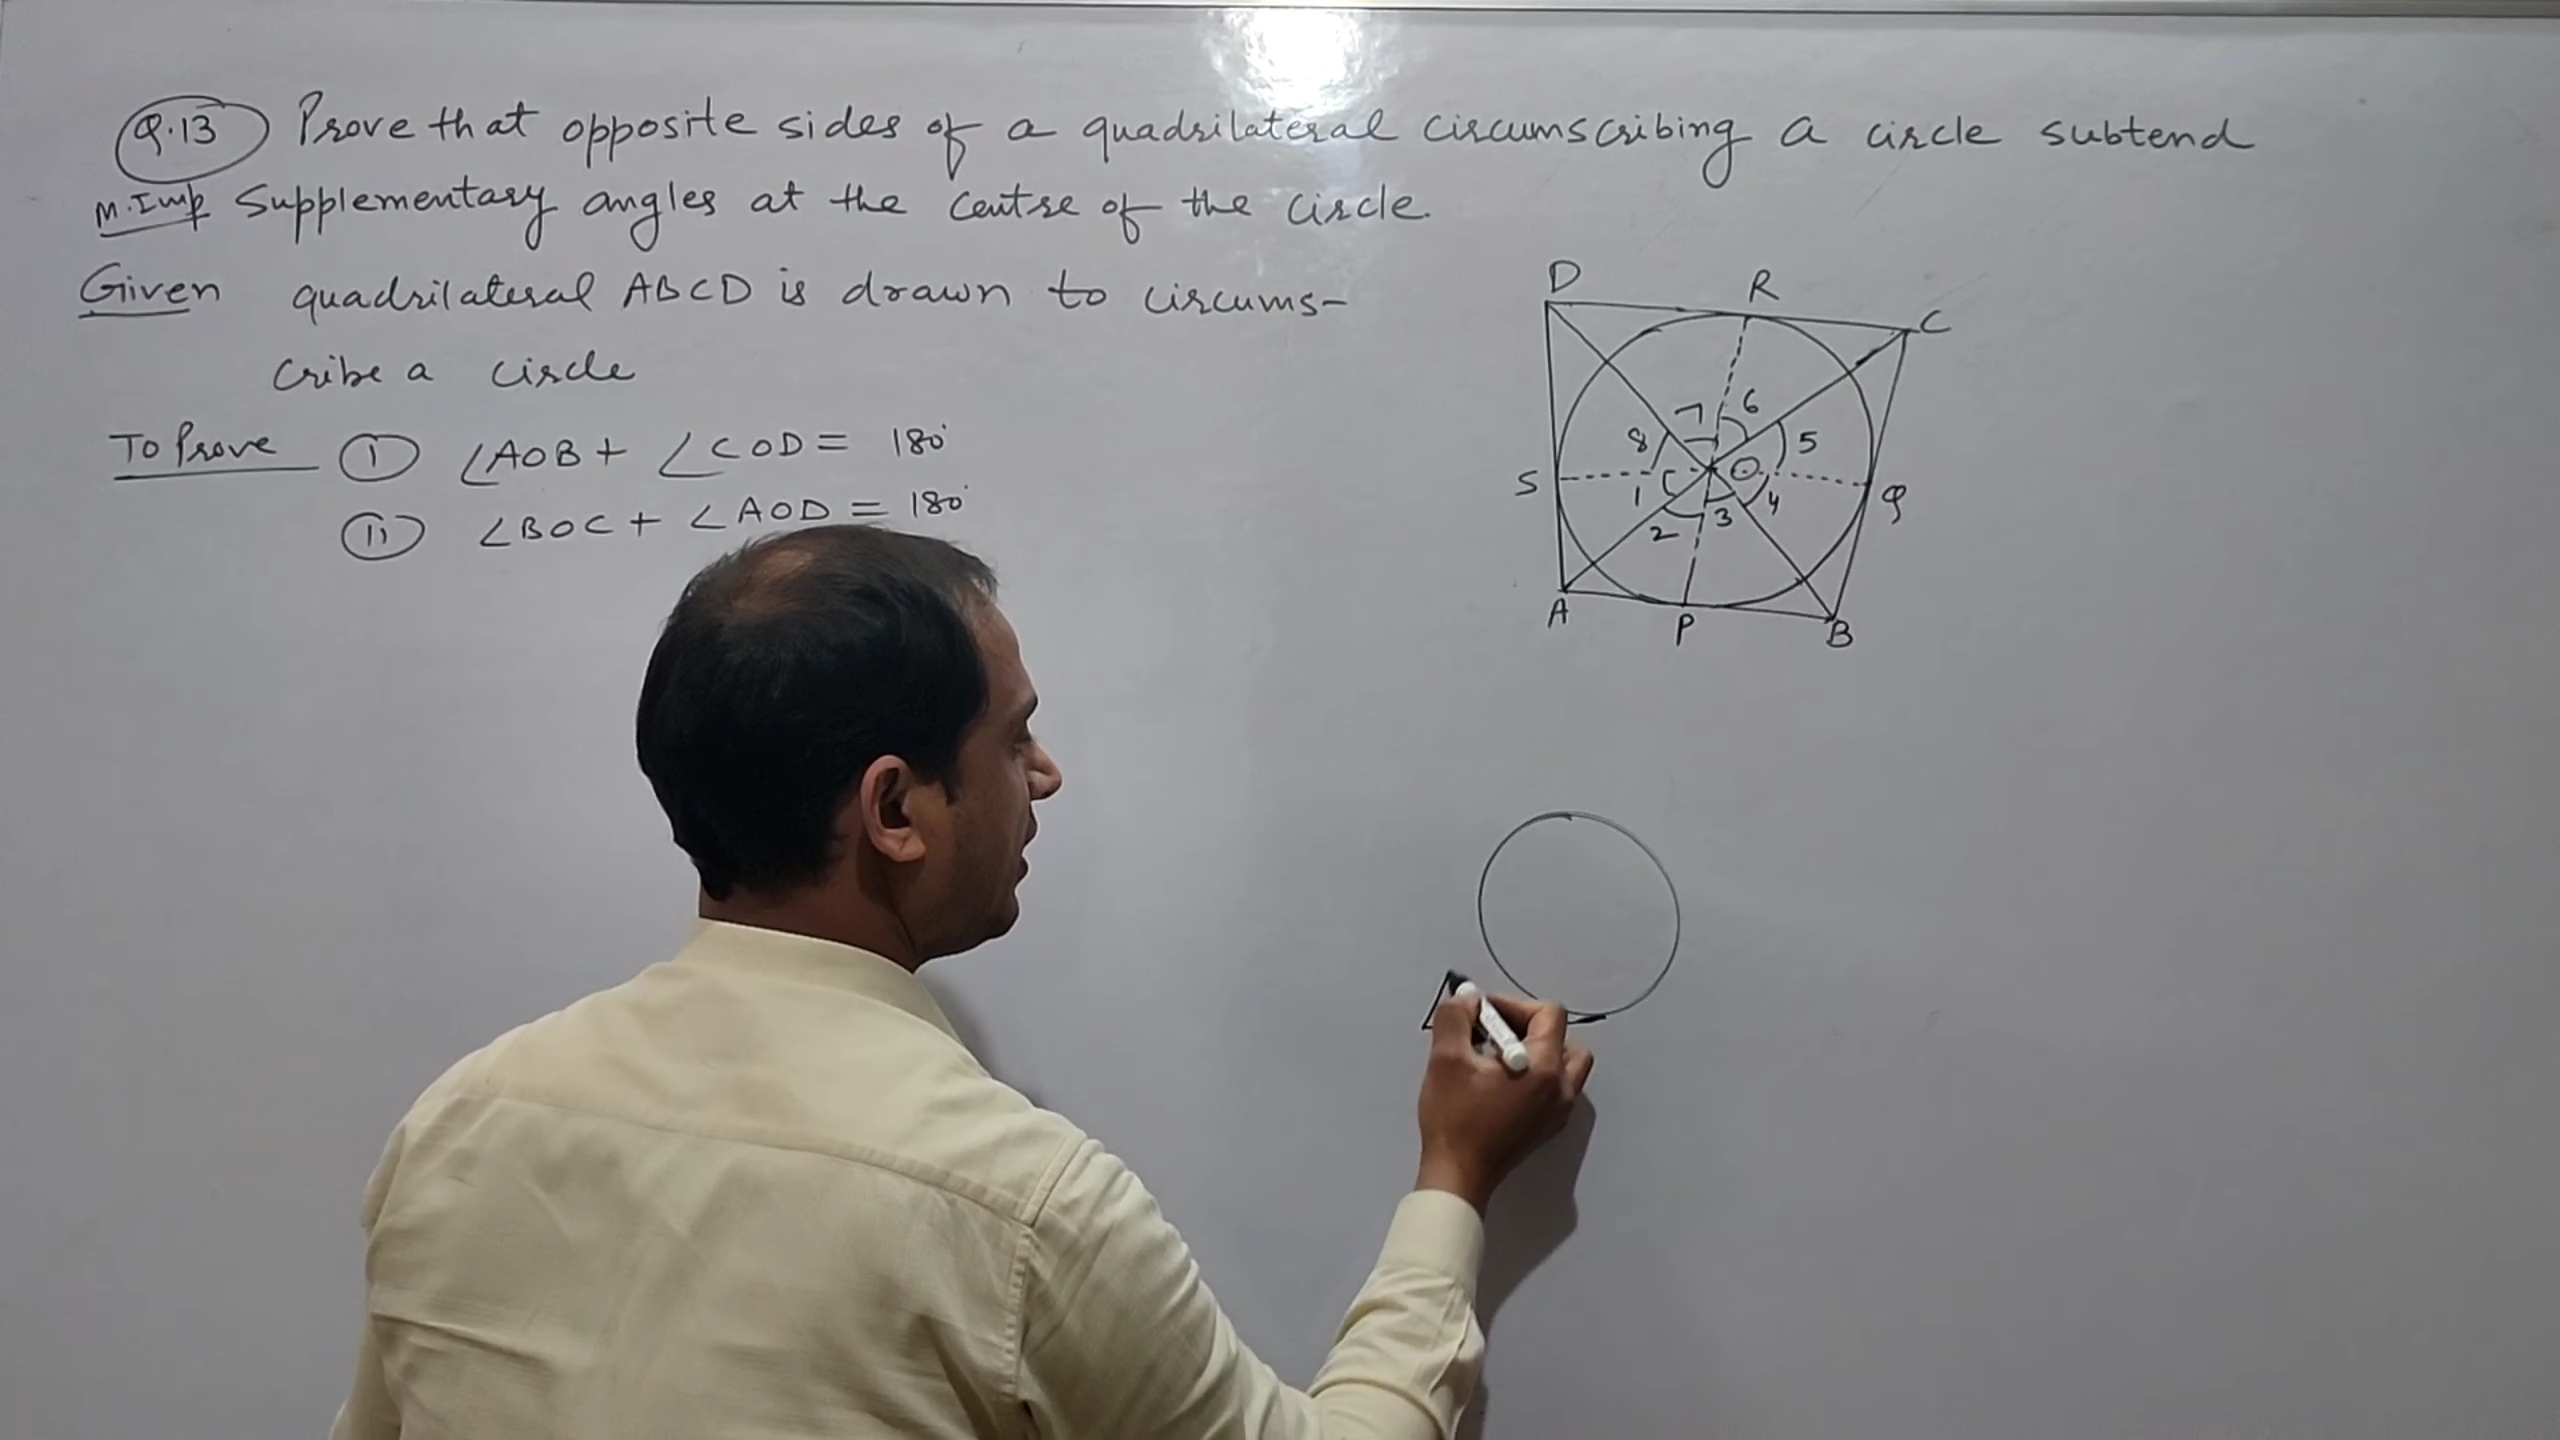 Q.13 Prove that opposite sides of a quadrilateral circumscribing a circle subtend
M.Imp Supplementary angles at the centre of the circle.
Given quadrilateral ABCD is drawn to circums-
cribe a circle
To Prove I ∠AOB + ∠COD = 180°
II ∠BOC + ∠AOD = 180°
D R C
7 6
8 5
S O Q
1 4
2 3
A P B